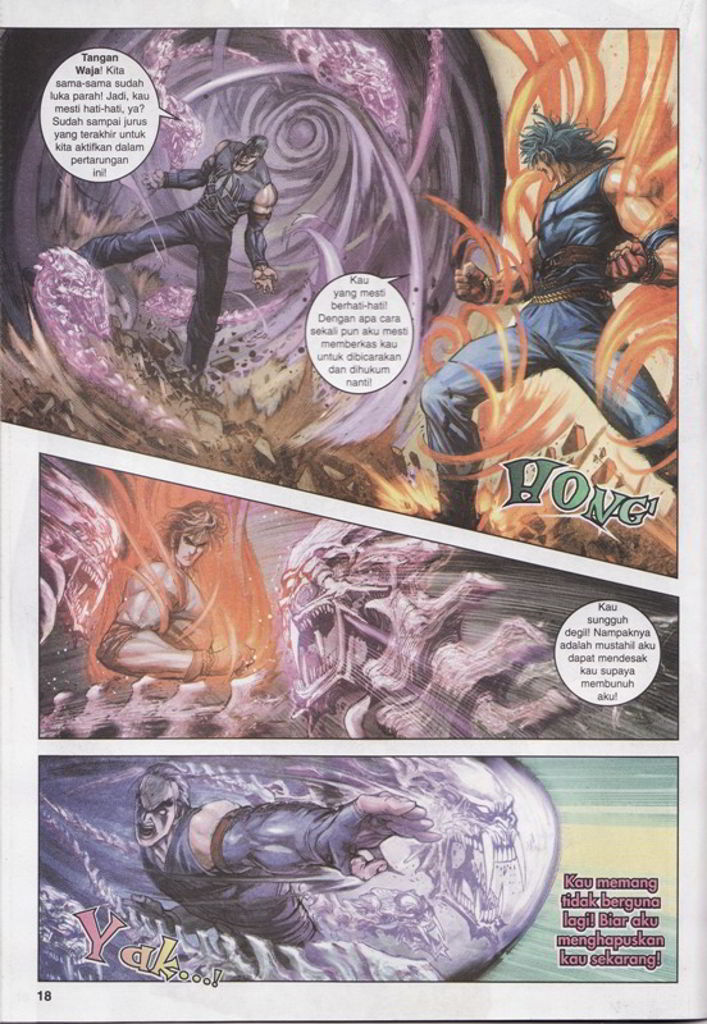 Tangan
Waja! Kita
sama-sama sudah
luka parah! Jadi, kau
mesti hati-hati, ya?
Sudah sampai jurus
yang terakhir untuk
kita aktifkan dalam
pertarungan
ini!
Kau
yang mesti
berhati-hati!
Dengan apa cara
sekali pun aku mesti
memberkas kau
untuk dibicarakan
dan dihukum
nanti!
HONG
Kau
sungguh
degil! Nampaknya
adalah mustahil aku
dapat mendesak
kau supaya
membunuh
aku!
Kau memang
tidak berguna
lagi! Biar aku
menghapuskan
kau sekarang!
Yak...!
18